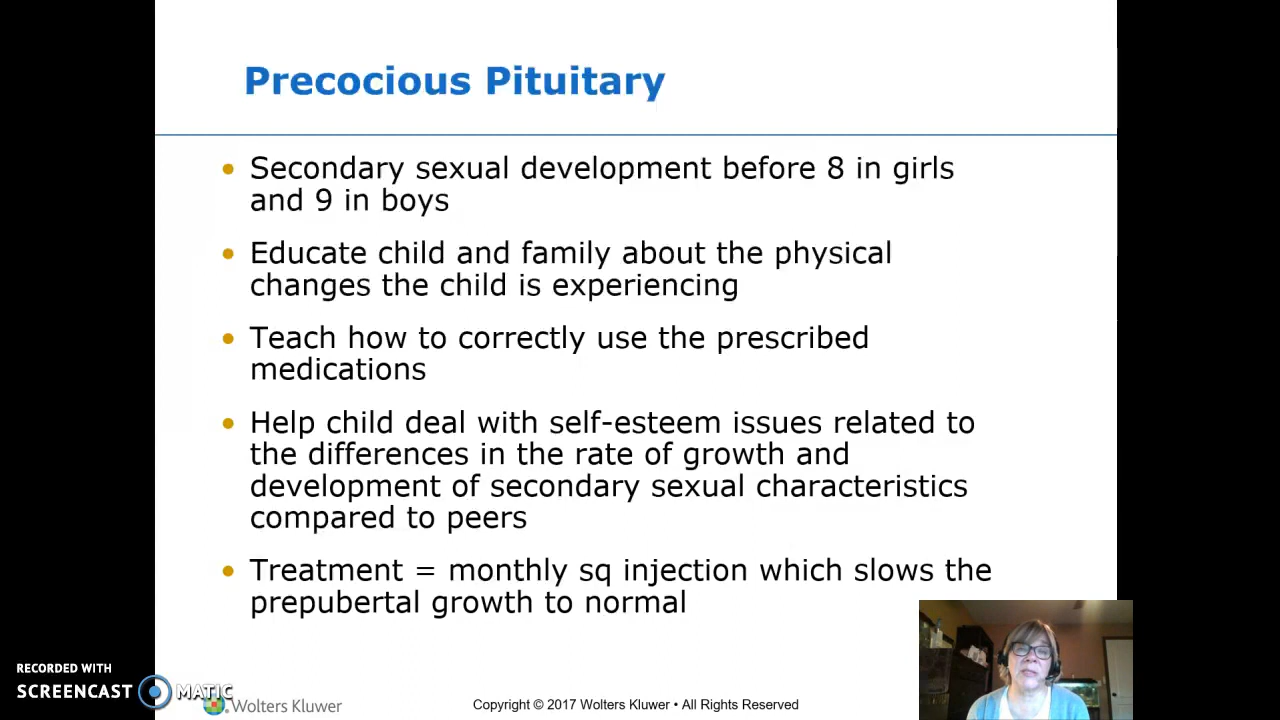 Precocious Pituitary
• Secondary sexual development before 8 in girls
and 9 in boys
• Educate child and family about the physical
changes the child is experiencing
• Teach how to correctly use the prescribed
medications
• Help child deal with self-esteem issues related to
the differences in the rate of growth and
development of secondary sexual characteristics
compared to peers
• Treatment = monthly sq injection which slows the
prepubertal growth to normal
RECORDED WITH
SCREENCAST MATIC
Wolters Kluwer
Copyright © 2017 Wolters Kluwer • All Rights Reserved